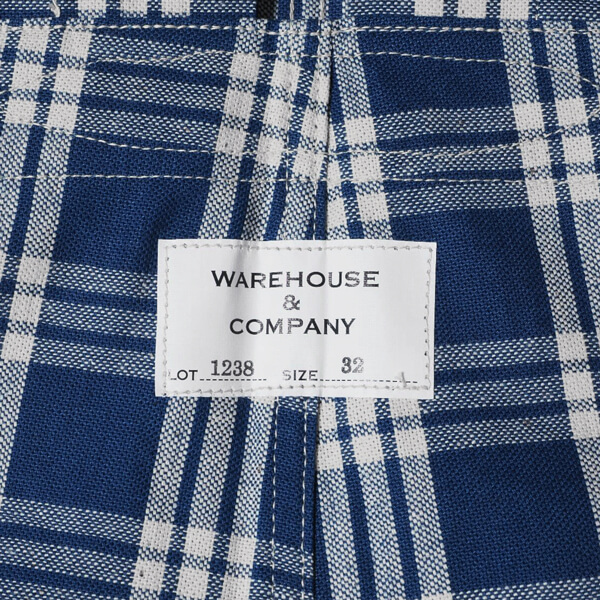 WAREHOUSE
&
COMPANY
LOT 1238 SIZE 32